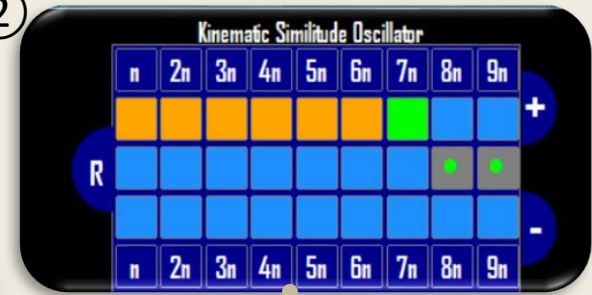 2
Kinematic Similitude Oscillator
n 2n 3n 4n 5n 6n 7n 8n 9n
+
R
-
n 2n 3n 4n 5n 6n 7n 8n 9n